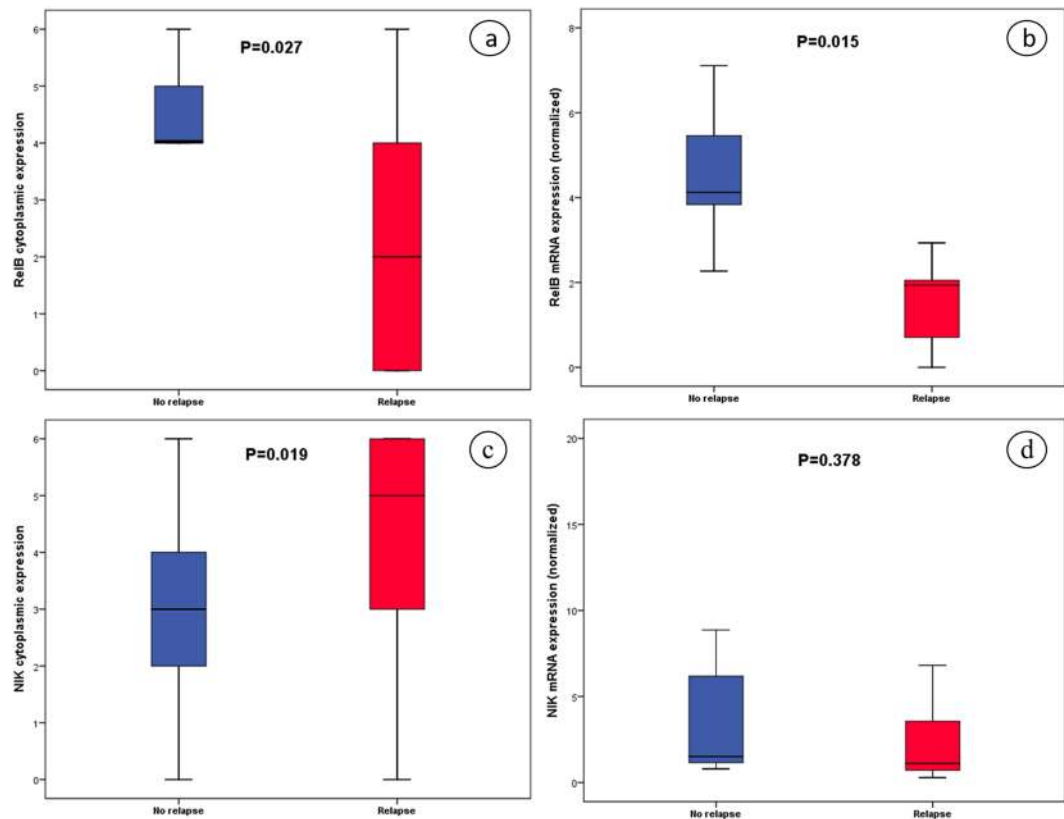 P=0.027
a
RelB cytoplasmic expression
6
5
4
3
2
1
0
No relapse
Relapse
P=0.015
b
RelB mRNA expression (normalized)
8
6
4
2
0
No relapse
Relapse
P=0.019
c
NIK cytoplasmic expression
6
5
4
3
2
1
0
No relapse
Relapse
P=0.378
d
NIK mRNA expression (normalized)
20
15
10
5
0
No relapse
Relapse